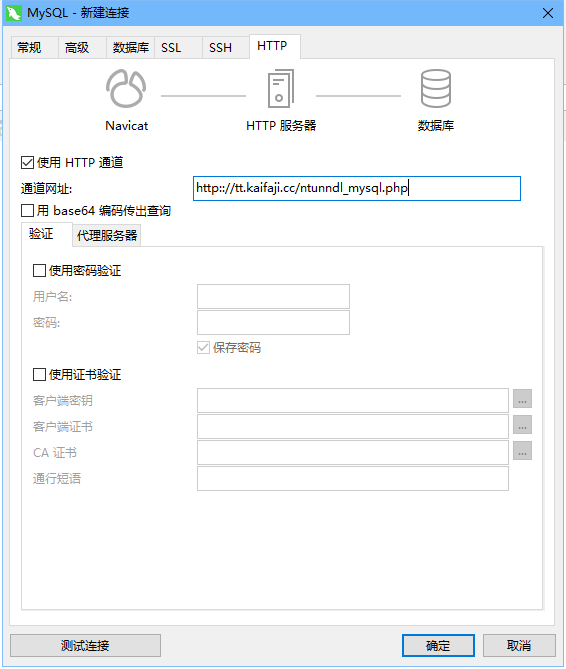 MySQL - 新建连接
常规 高级 数据库 SSL SSH HTTP
Navicat HTTP 服务器 数据库
使用 HTTP 通道
通道网址: http:://tt.kaifaji.cc/ntunndl_mysql.php
用 base64 编码传出查询
验证 代理服务器
使用密码验证
用户名:
密码:
保存密码
使用证书验证
客户端密钥 ...
客户端证书 ...
CA 证书 ...
通行短语
测试连接 确定 取消